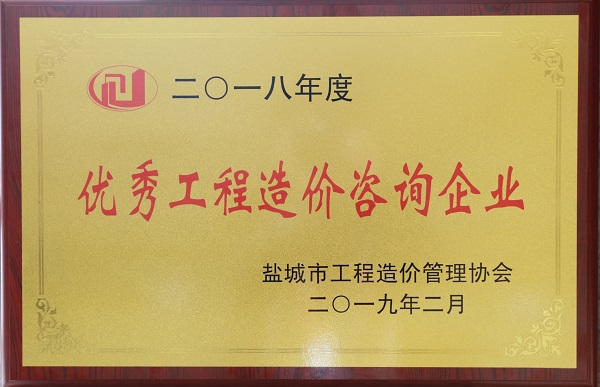 二〇一八年度
优秀工程造价咨询企业
盐城市工程造价管理协会
二〇一九年二月